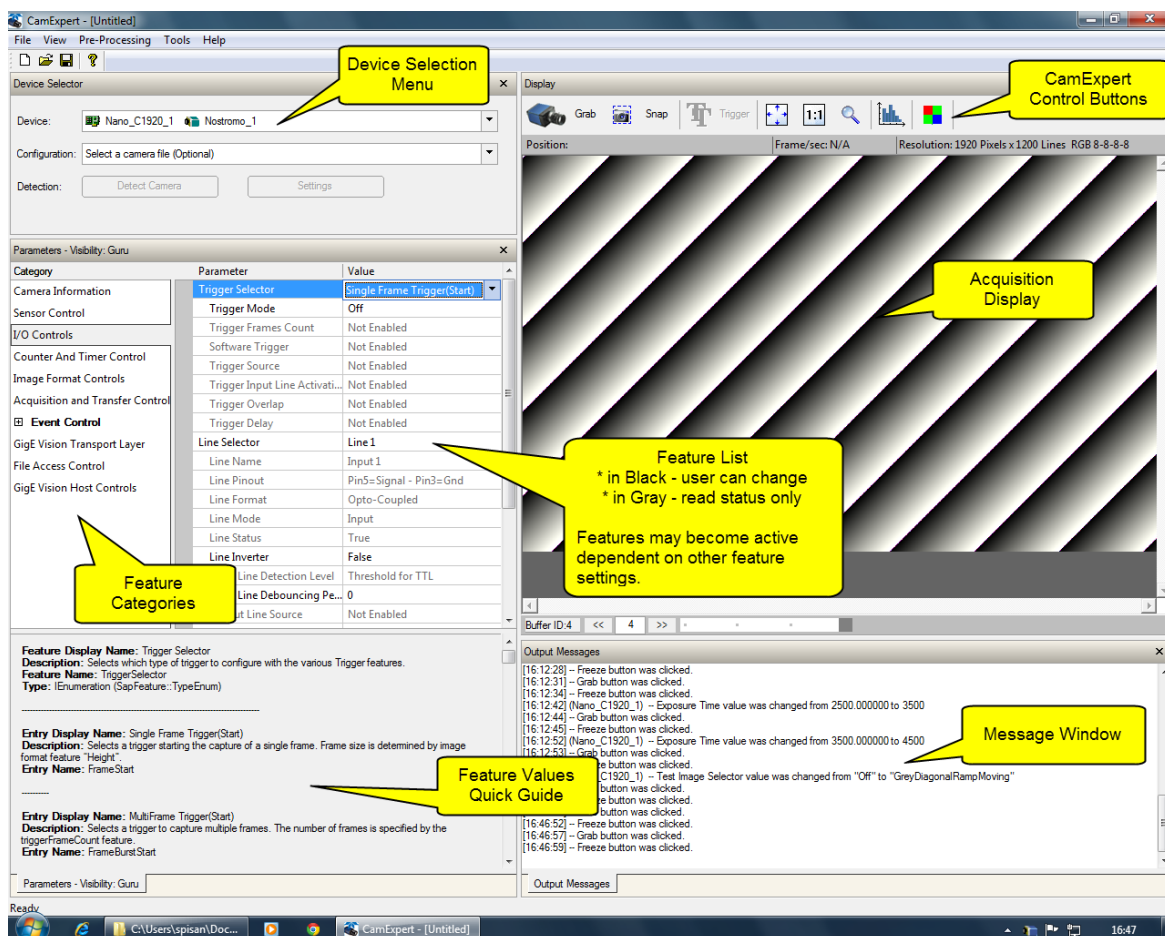 CamExpert - [Untitled]
File View Pre-Processing Tools Help
Device Selector
Device Selection
Menu
Device: Nano_C1920_1 Nostromo_1
Configuration: Select a camera file (Optional)
Detection: Detect Camera Settings
Display
CamExpert
Control Buttons
Grab Snap Trigger 1:1
Position: Frame/sec: N/A Resolution: 1920 Pixels x 1200 Lines RGB 8-8-8-8
Acquisition
Display
Parameters - Visibility: Guru
Category Parameter Value
Camera Information
Sensor Control
I/O Controls
Counter And Timer Control
Image Format Controls
Acquisition and Transfer Control
Event Control
GigE Vision Transport Layer
File Access Control
GigE Vision Host Controls
Feature
Categories
Trigger Selector Single Frame Trigger(Start)
Trigger Mode Off
Trigger Frames Count Not Enabled
Software Trigger Not Enabled
Trigger Source Not Enabled
Trigger Input Line Activati... Not Enabled
Trigger Overlap Not Enabled
Trigger Delay Not Enabled
Line Selector Line 1
Line Name Input 1
Line Pinout Pin5=Signal - Pin3=Gnd
Line Format Opto-Coupled
Line Mode Input
Line Status True
Line Inverter False
Line Detection Level Threshold for TTL
Line Debouncing Pe... 0
ut Line Source Not Enabled
Feature List
* in Black - user can change
* in Gray - read status only
Features may become active
dependent on other feature
settings.
Buffer ID:4 << 4 >>
Feature Display Name: Trigger Selector
Description: Selects which type of trigger to configure with the various Trigger features.
Feature Name: TriggerSelector
Type: IEnumeration (SapFeature::TypeEnum)
Entry Display Name: Single Frame Trigger(Start)
Description: Selects a trigger starting the capture of a single frame. Frame size is determined by image
format feature "Height".
Entry Name: FrameStart
Entry Display Name: MultiFrame Trigger(Start)
Description: Selects a trigger to capture multiple frames. The number of frames is specified by the
triggerFrameCount feature.
Entry Name: FrameBurstStart
Feature Values
Quick Guide
Parameters - Visibility: Guru
Output Messages
[16:12:28] -- Freeze button was clicked.
[16:12:31] -- Grab button was clicked.
[16:12:34] -- Freeze button was clicked.
[16:12:42] (Nano_C1920_1) -- Exposure Time value was changed from 2500.000000 to 3500
[16:12:44] -- Grab button was clicked.
[16:12:45] -- Freeze button was clicked.
[16:12:52] (Nano_C1920_1) -- Exposure Time value was changed from 3500.000000 to 4500
[16:12:53] -- Grab button was clicked.
ze button was clicked.
_C1920_1) -- Test Image Selector value was changed from "Off" to "GreyDiagonalRampMoving"
button was clicked.
ze button was clicked.
button was clicked.
[16:46:52] -- Freeze button was clicked.
[16:46:57] -- Grab button was clicked.
[16:46:59] -- Freeze button was clicked.
Message Window
Output Messages
Ready
C:\Users\spisan\Doc... CamExpert - [Untitled] 16:47